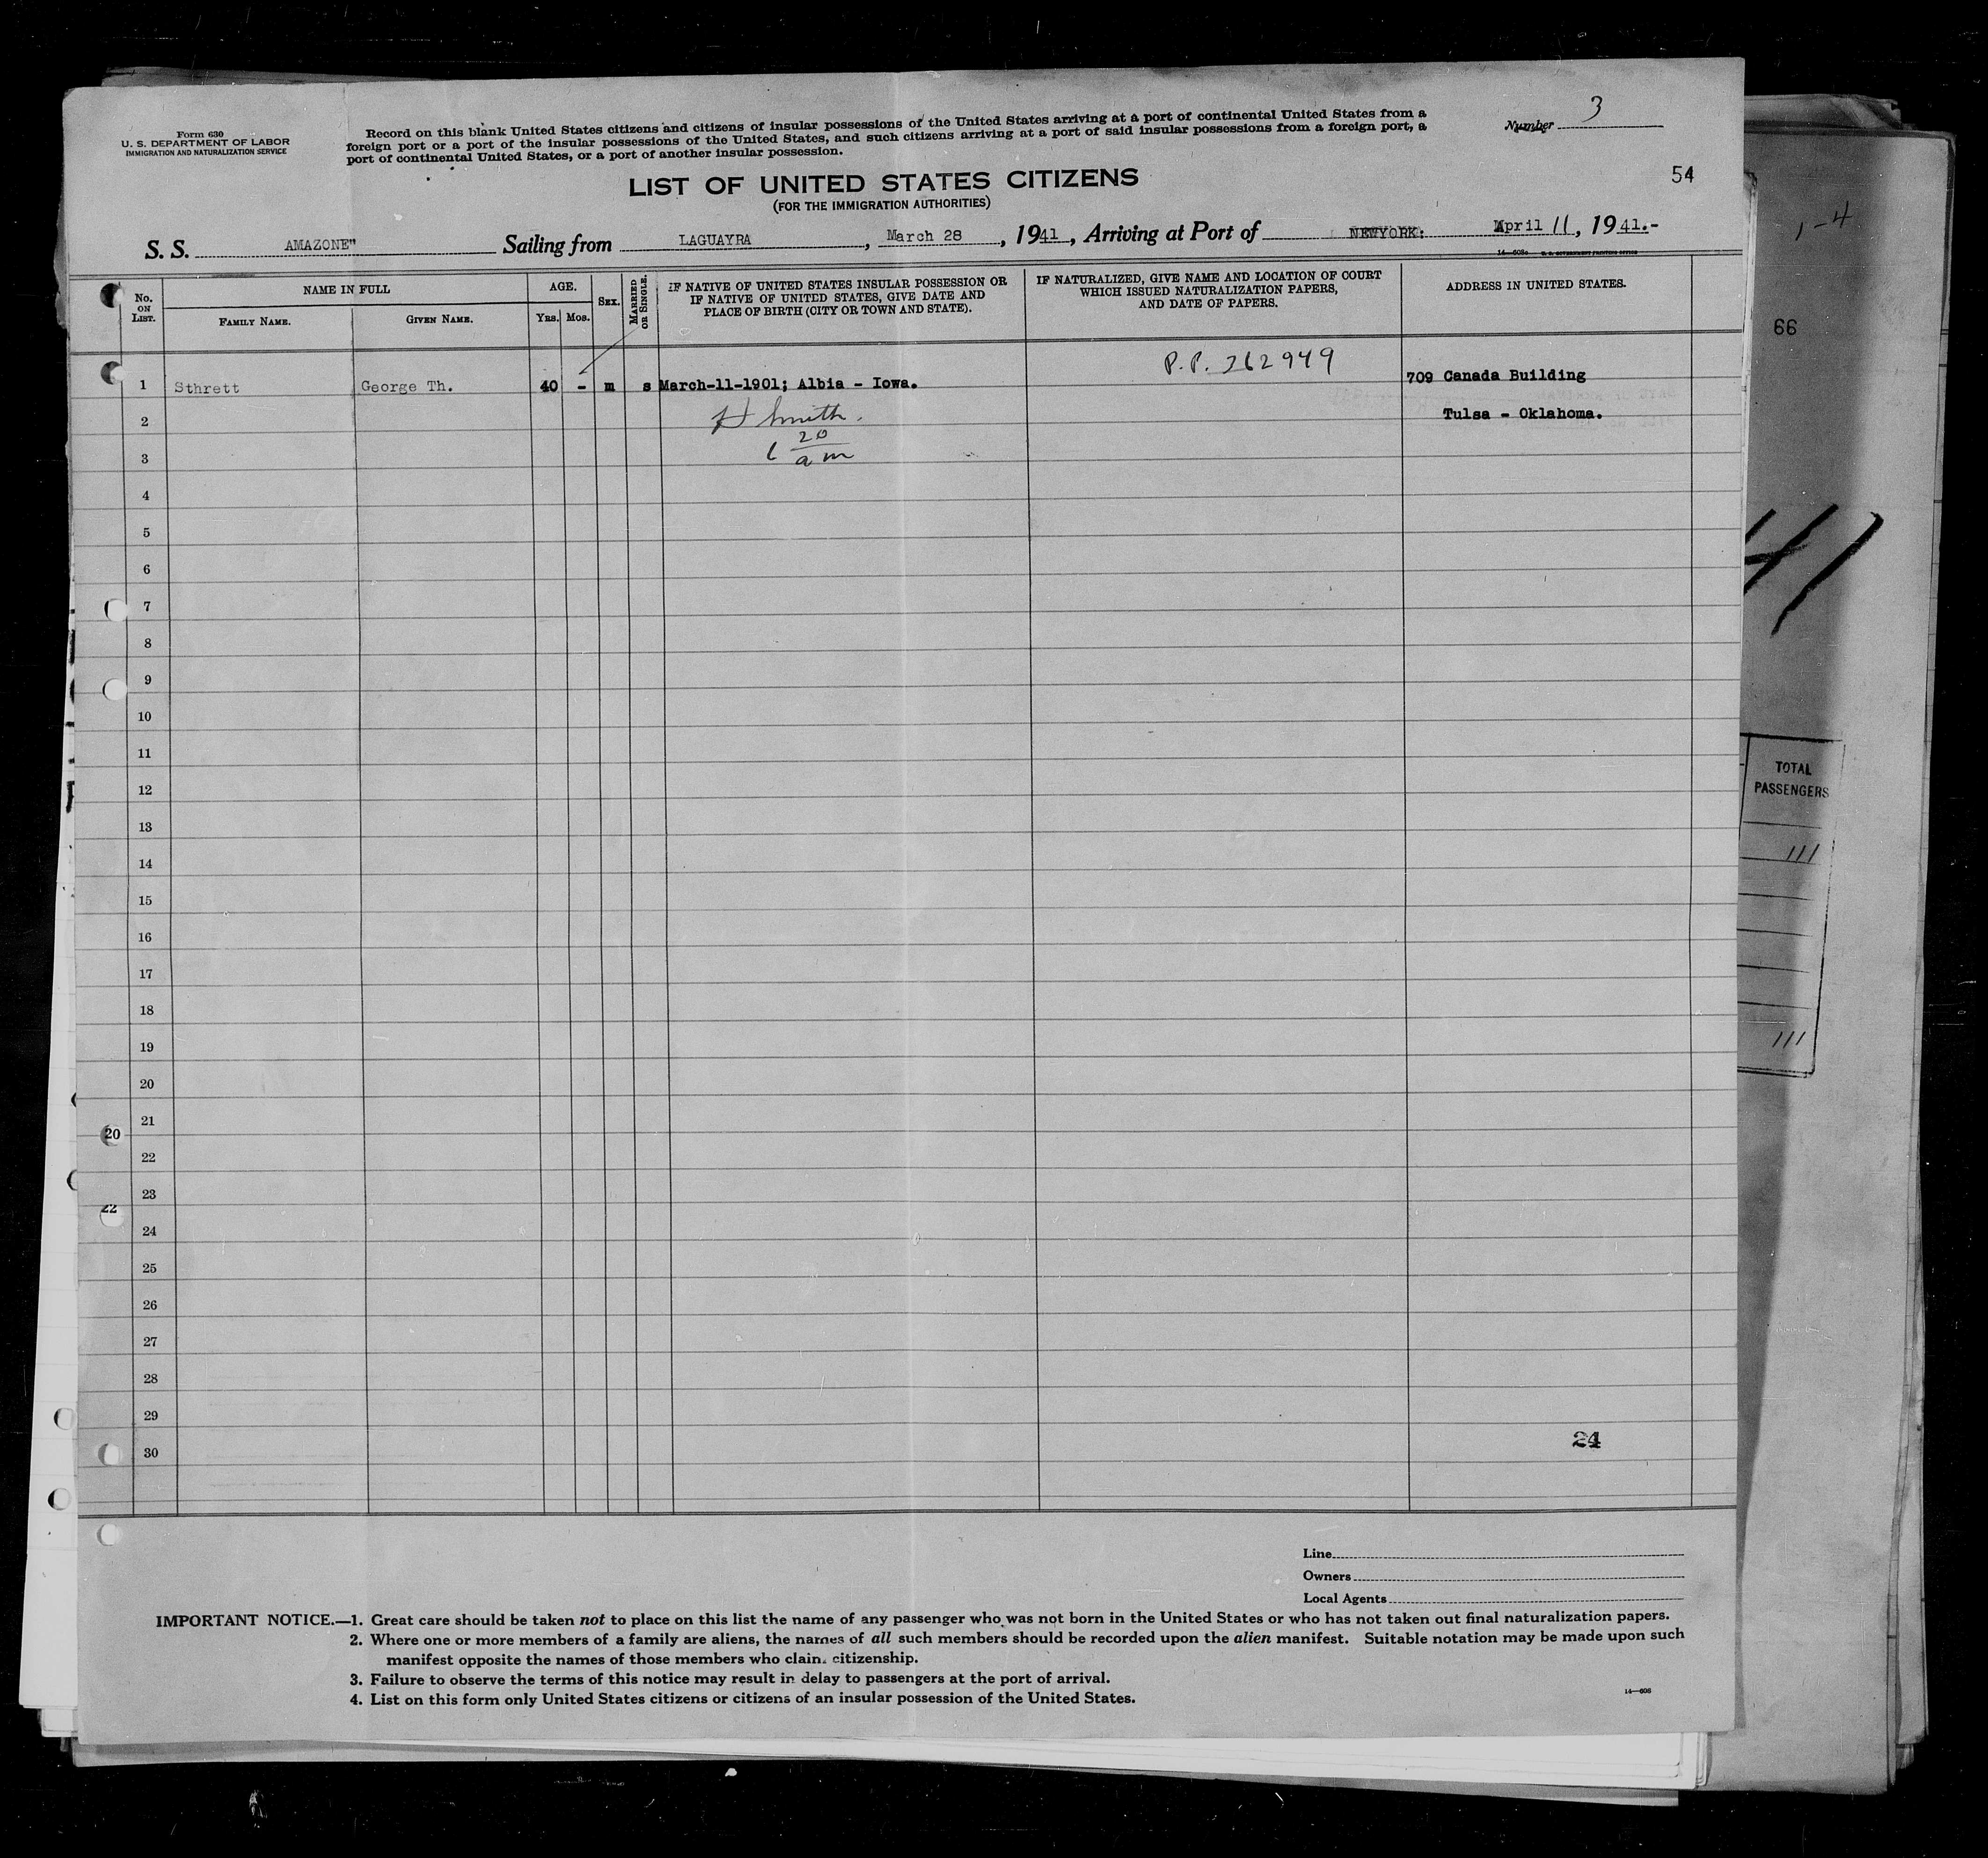 Form 630
U. S. DEPARTMENT OF LABOR
IMMIGRATION AND NATURALIZATION SERVICE
Record on this blank United States citizens and citizens of insular possessions of the United States arriving at a port of continental United States from a
foreign port or a port of the insular possessions of the United States, and such citizens arriving at a port of said insular possessions from a foreign port, a
port of continental United States, or a port of another insular possession.
Number 3
54
LIST OF UNITED STATES CITIZENS
(FOR THE IMMIGRATION AUTHORITIES)
S. S. AMAZONE" Sailing from LAGUAYRA, March 28, 1941, Arriving at Port of NEWYORK: April 11, 1941.-
No. ON LIST.
NAME IN FULL
FAMILY NAME.
GIVEN NAME.
AGE.
YRS.
MOS.
SEX.
MARRIED OR SINGLE.
IF NATIVE OF UNITED STATES INSULAR POSSESSION OR
IF NATIVE OF UNITED STATES, GIVE DATE AND
PLACE OF BIRTH (CITY OR TOWN AND STATE).
IF NATURALIZED, GIVE NAME AND LOCATION OF COURT
WHICH ISSUED NATURALIZATION PAPERS,
AND DATE OF PAPERS.
ADDRESS IN UNITED STATES.
P.P. 362949
1 Sthrett George Th. 40 - m s March-11-1901; Albia - Iowa. 709 Canada Building
2 H Smith. Tulsa - Oklahoma.
20
3 am
4
5
6
7
8
9
10
11
12
13
14
15
16
17
18
19
20
21
22
23
24
25
26
27
28
29
30
24
20
22
Line
Owners
Local Agents
IMPORTANT NOTICE.—1. Great care should be taken not to place on this list the name of any passenger who was not born in the United States or who has not taken out final naturalization papers.
2. Where one or more members of a family are aliens, the names of all such members should be recorded upon the alien manifest. Suitable notation may be made upon such
manifest opposite the names of those members who claim citizenship.
3. Failure to observe the terms of this notice may result in delay to passengers at the port of arrival.
4. List on this form only United States citizens or citizens of an insular possession of the United States.
14—606
1-4
66
41
TOTAL
PASSENGERS
111
111